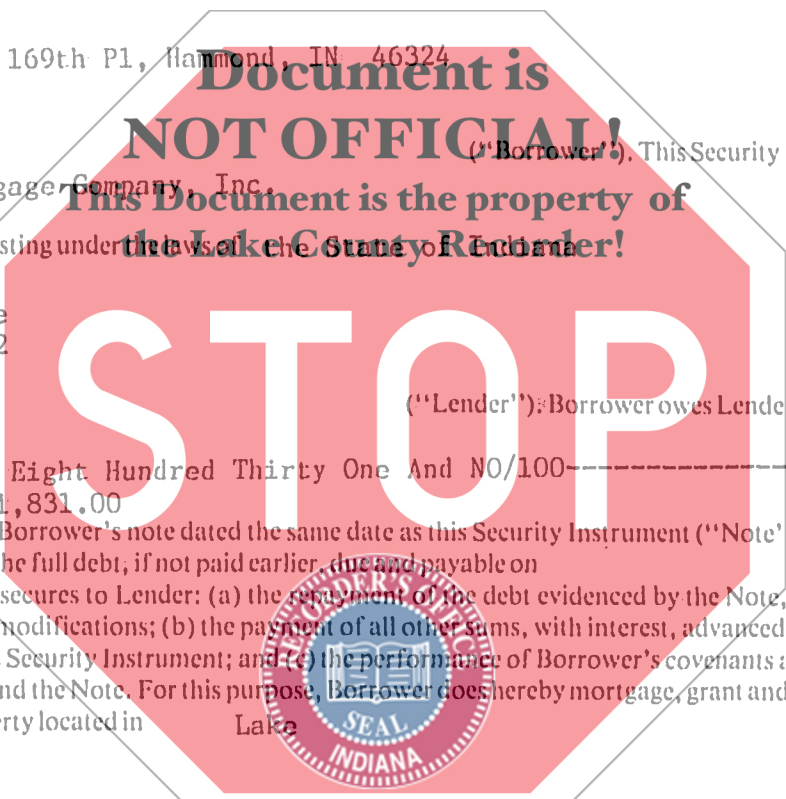 169th Pl, Hammond, IN 46324
Document is
NOT OFFICIAL!
("Borrower"). This Security
gage Company, Inc.
This Document is the property of
sting under the laws of the State of Indiana
the Lake County Recorder!
e
2
STOP
("Lender"). Borrower owes Lende
Eight Hundred Thirty One And NO/100--------------------
1,831.00
Borrower's note dated the same date as this Security Instrument ("Note'
he full debt, if not paid earlier, due and payable on
secures to Lender: (a) the repayment of the debt evidenced by the Note,
modifications; (b) the payment of all other sums, with interest, advanced
Security Instrument; and (c) the performance of Borrower's covenants a
nd the Note. For this purpose, Borrower does hereby mortgage, grant and
erty located in Lake
RECORDER'S OFFICE
SEAL
INDIANA